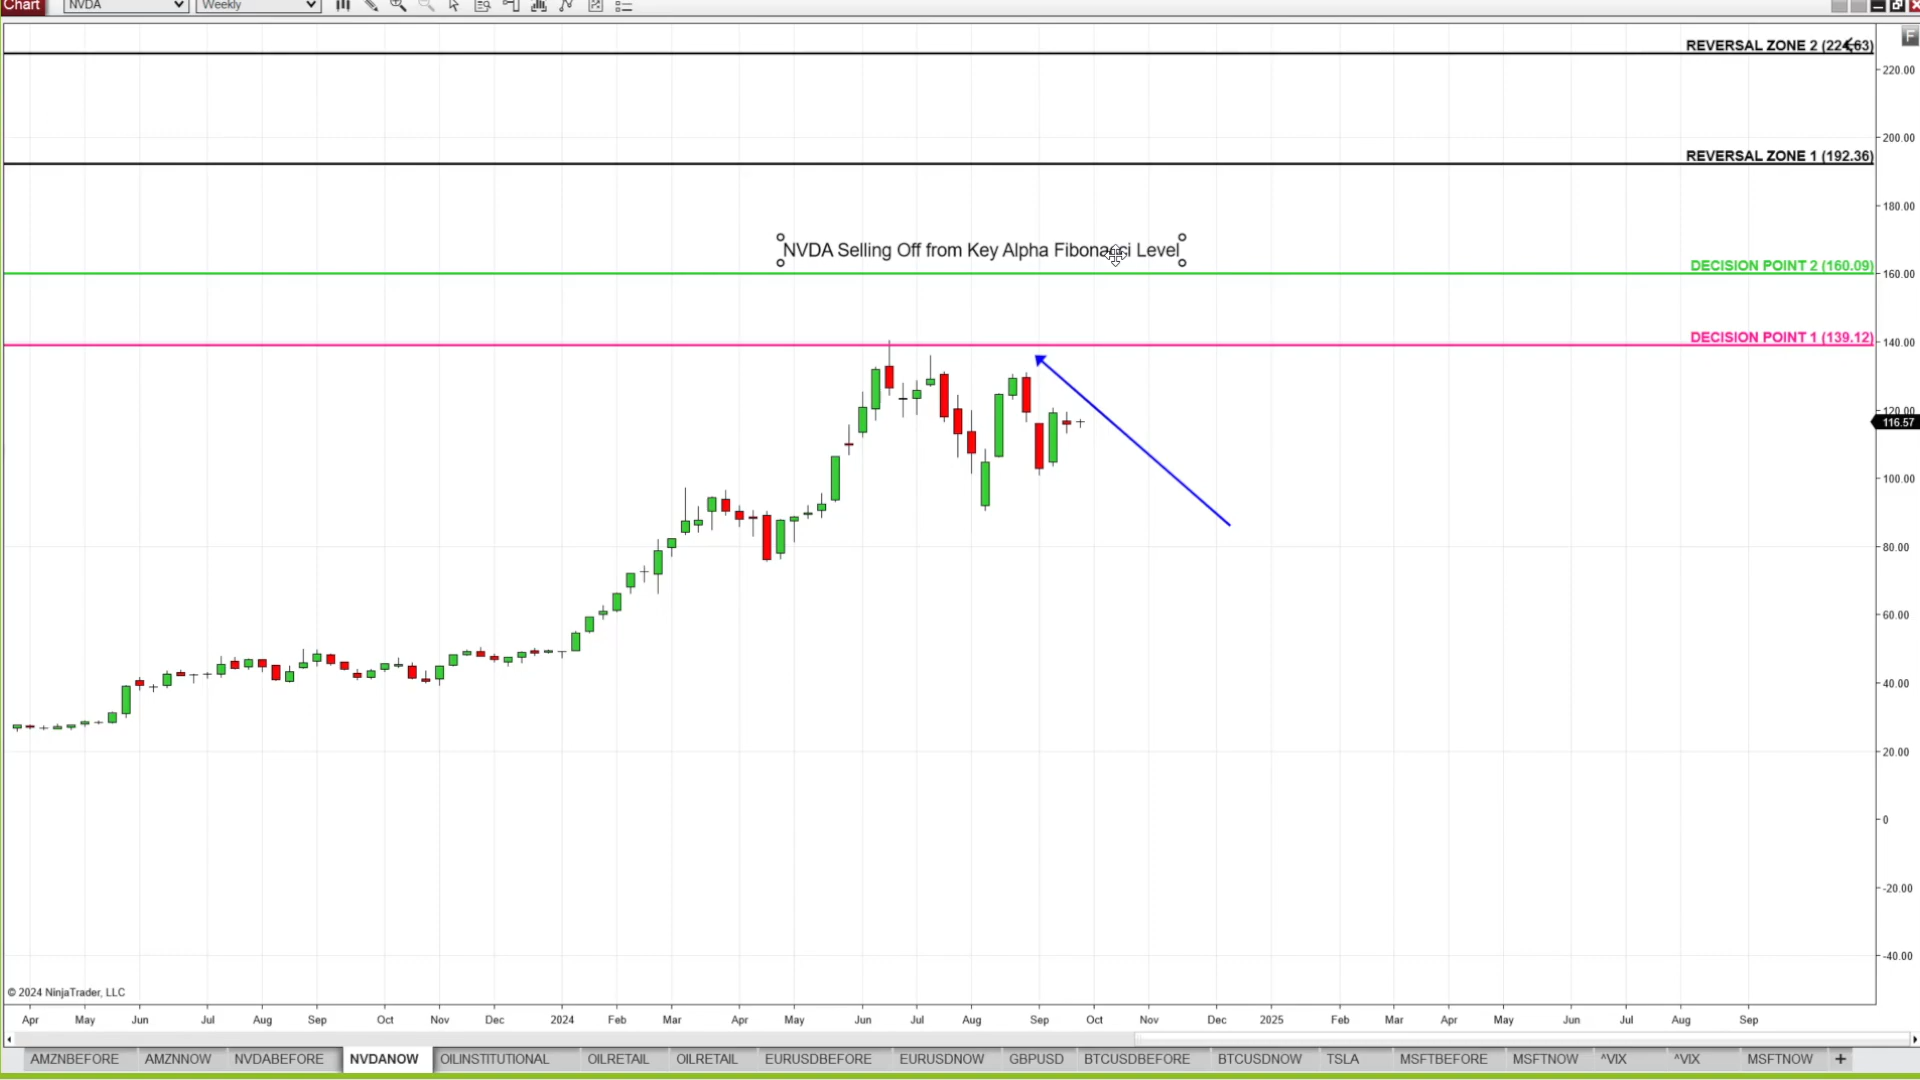 Chart NVDA Weekly
F
REVERSAL ZONE 2 (224.63)
220.00
200.00
REVERSAL ZONE 1 (192.36)
180.00
NVDA Selling Off from Key Alpha Fibonacci Level
DECISION POINT 2 (160.09)
160.00
DECISION POINT 1 (139.12)
140.00
120.00
116.57
100.00
80.00
60.00
40.00
20.00
0
-20.00
-40.00
© 2024 NinjaTrader, LLC
Apr May Jun Jul Aug Sep Oct Nov Dec 2024 Feb Mar Apr May Jun Jul Aug Sep Oct Nov Dec 2025 Feb Mar Apr May Jun Jul Aug Sep
AMZNBEFORE AMZNNOW NVDABEFORE NVDANOW OILINSTITUTIONAL OILRETAIL OILRETAIL EURUSDBEFORE EURUSDNOW GBPUSD BTCUSDBEFORE BTCUSDNOW TSLA MSFTBEFORE MSFTNOW ^VIX ^VIX MSFTNOW +